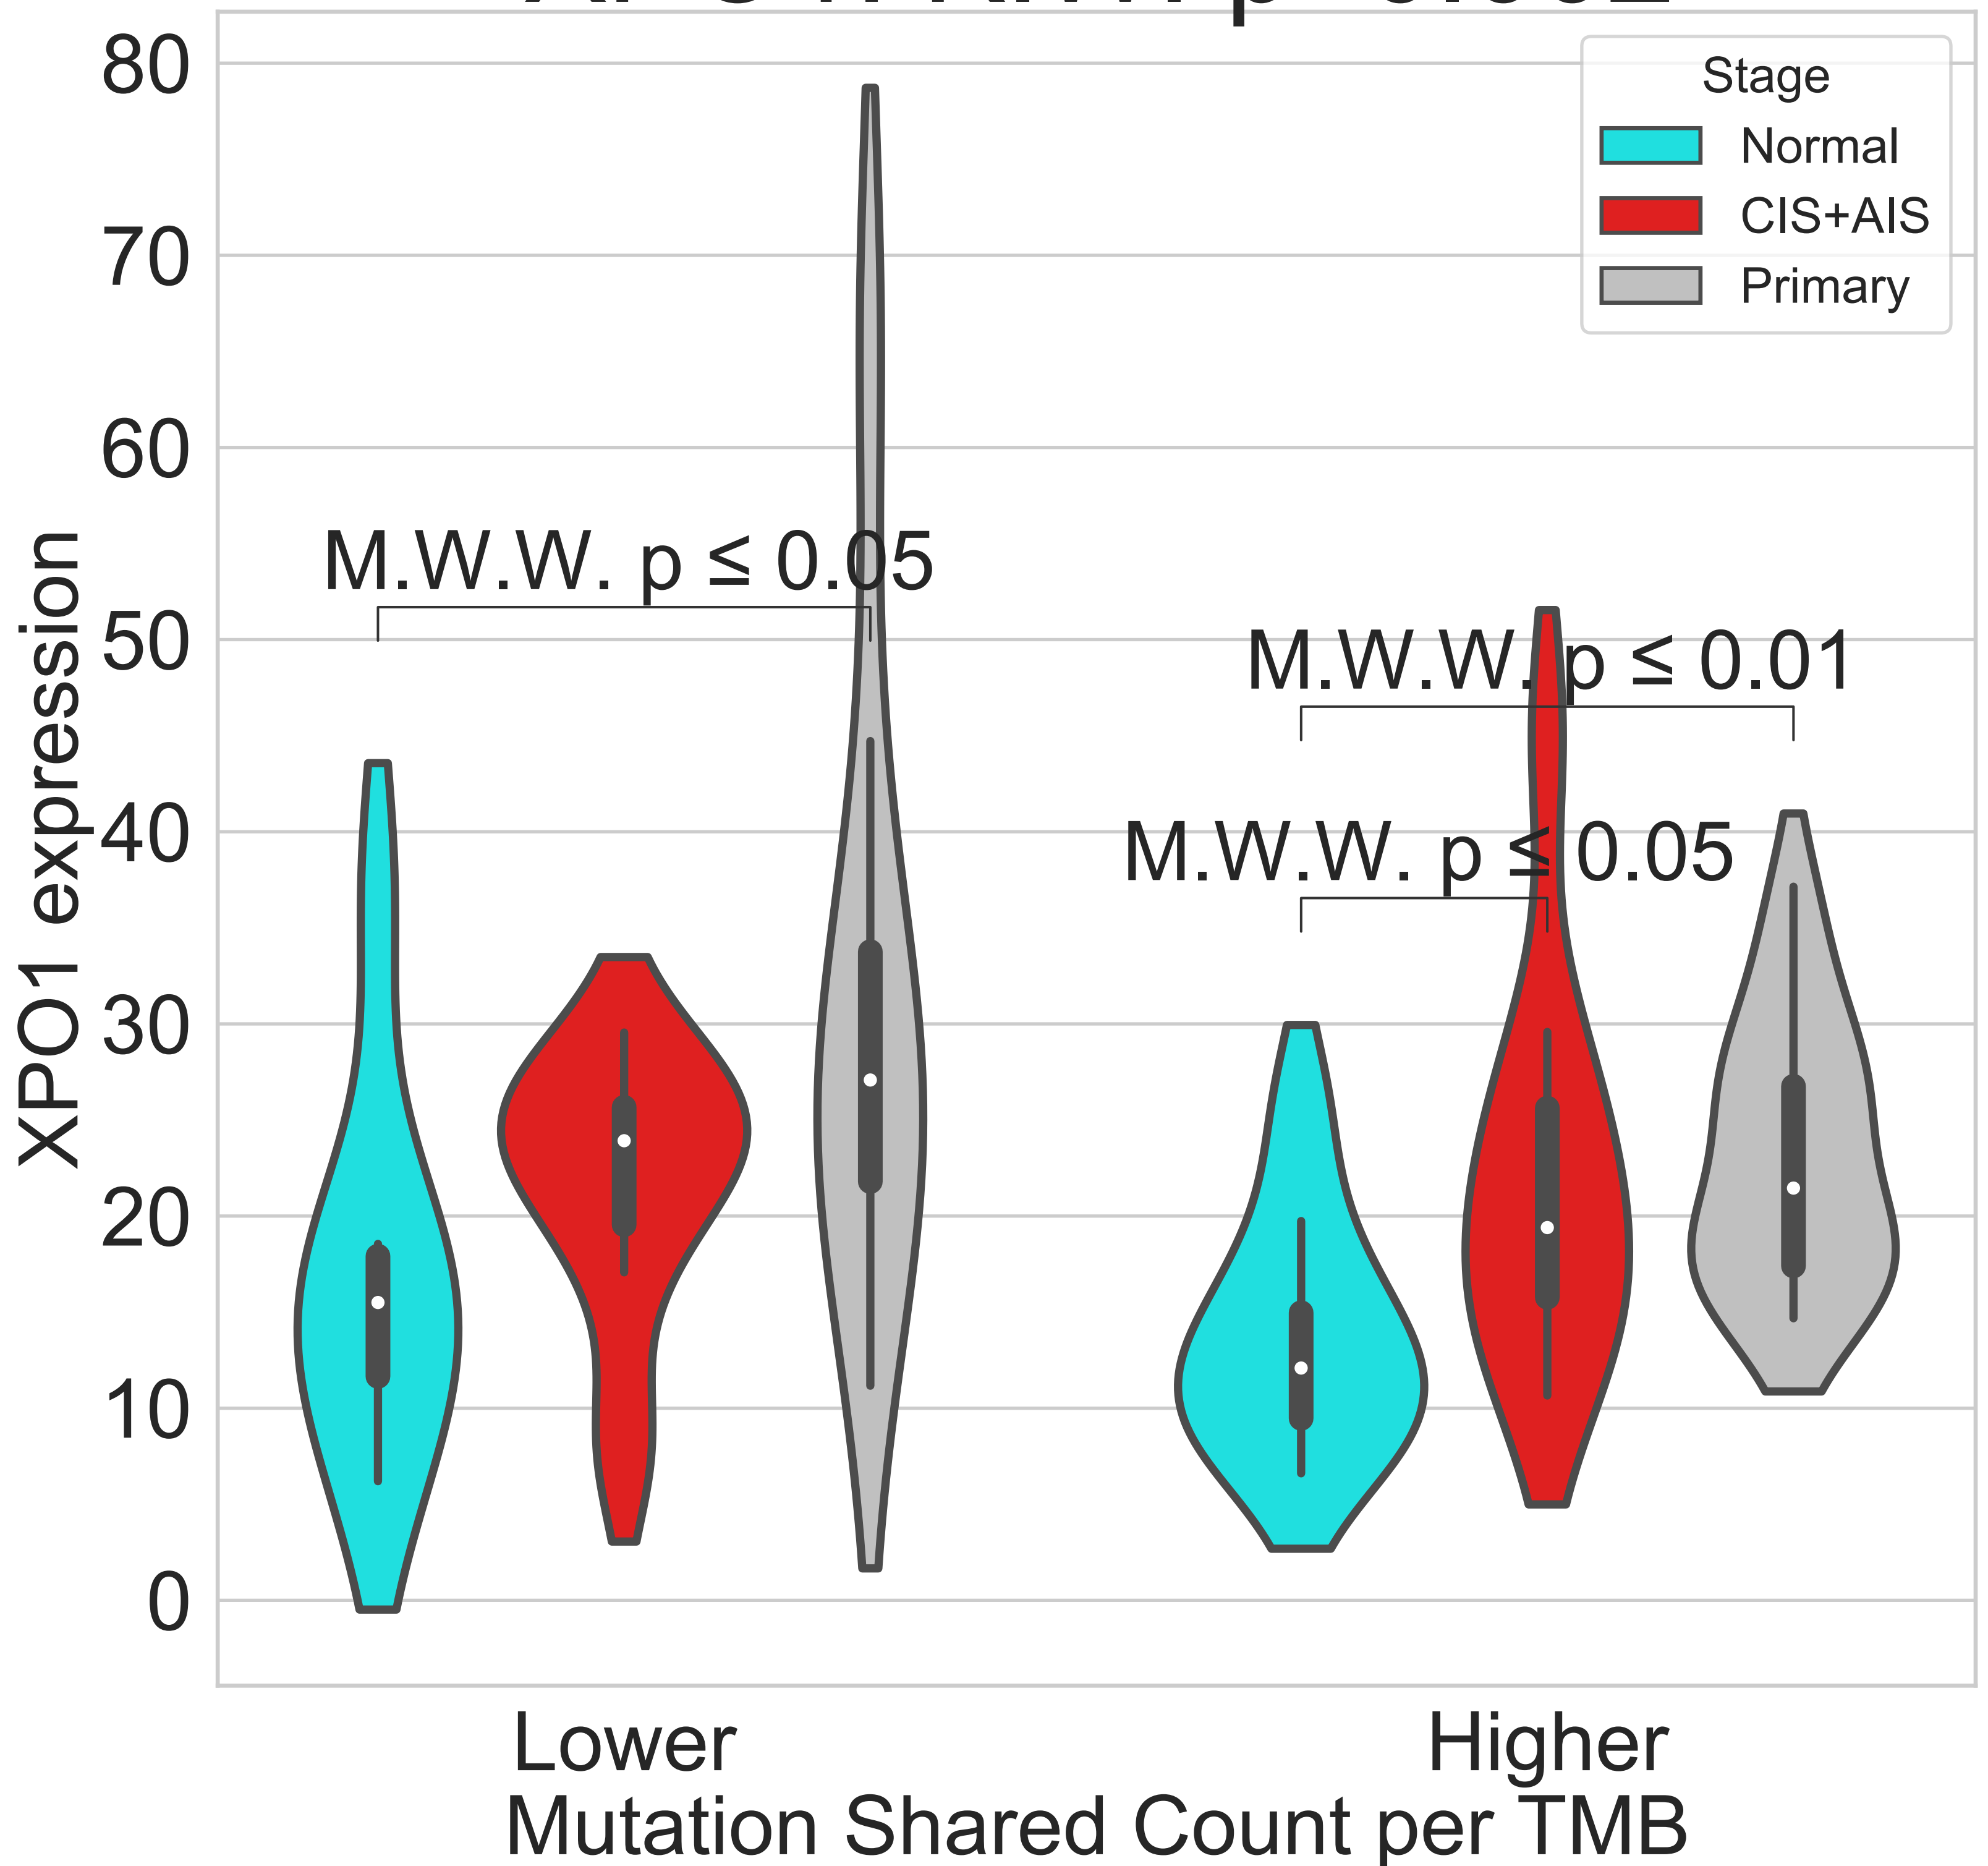 80
70
60
50
40
30
20
10
0
XPO1 expression
Stage
Normal
CIS+AIS
Primary
M.W.W. p ≤ 0.05
M.W.W. p ≤ 0.01
M.W.W. p ≤ 0.05
Lower
Higher
Mutation Shared Count per TMB